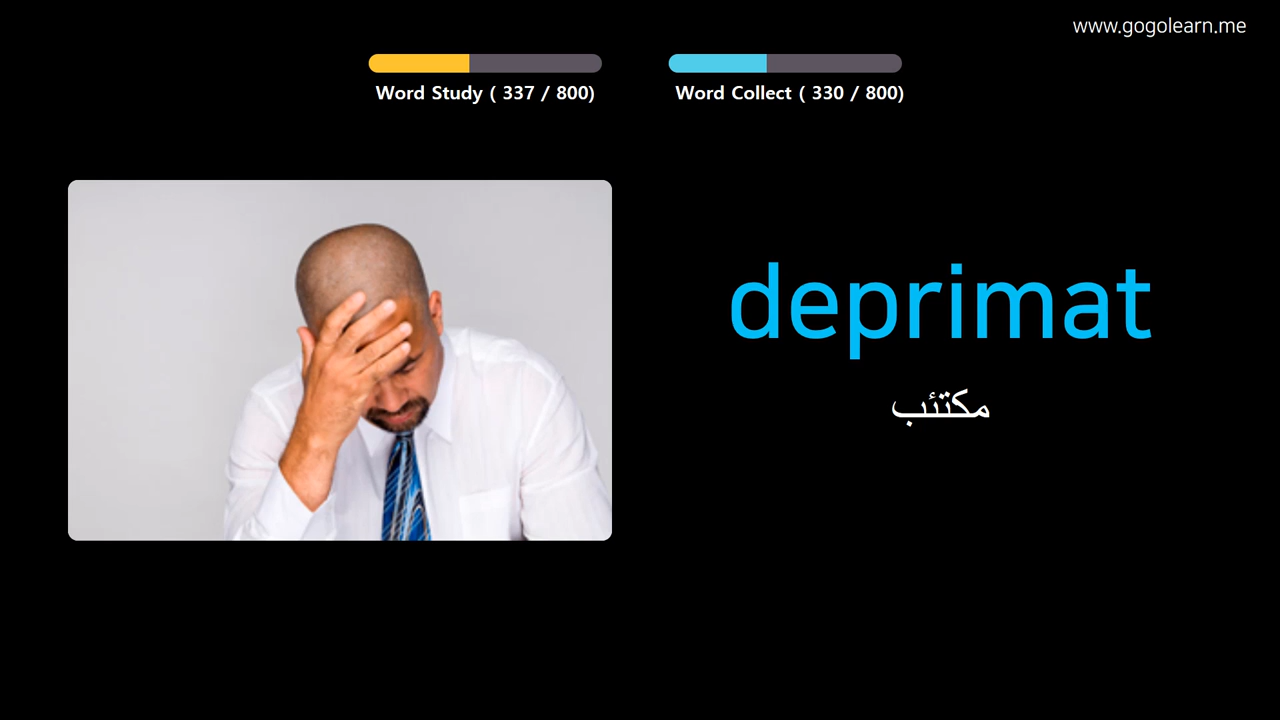 www.gogolearn.me
Word Study ( 337 / 800)
Word Collect ( 330 / 800)
deprimat
مكتئب